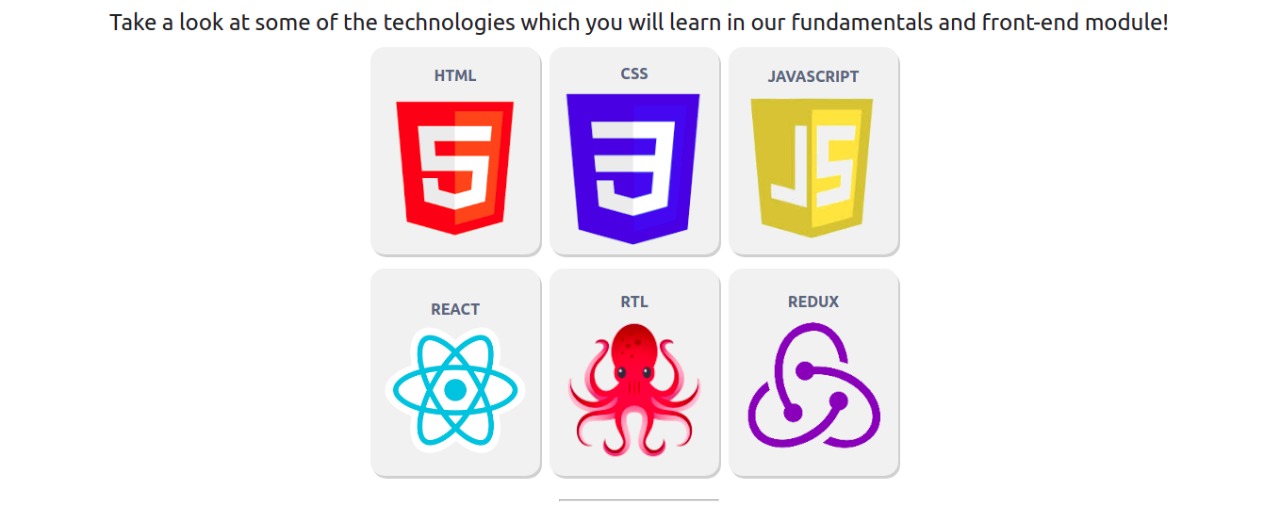 Take a look at some of the technologies which you will learn in our fundamentals and front-end module!
HTML CSS JAVASCRIPT
5 3 JS
REACT RTL REDUX